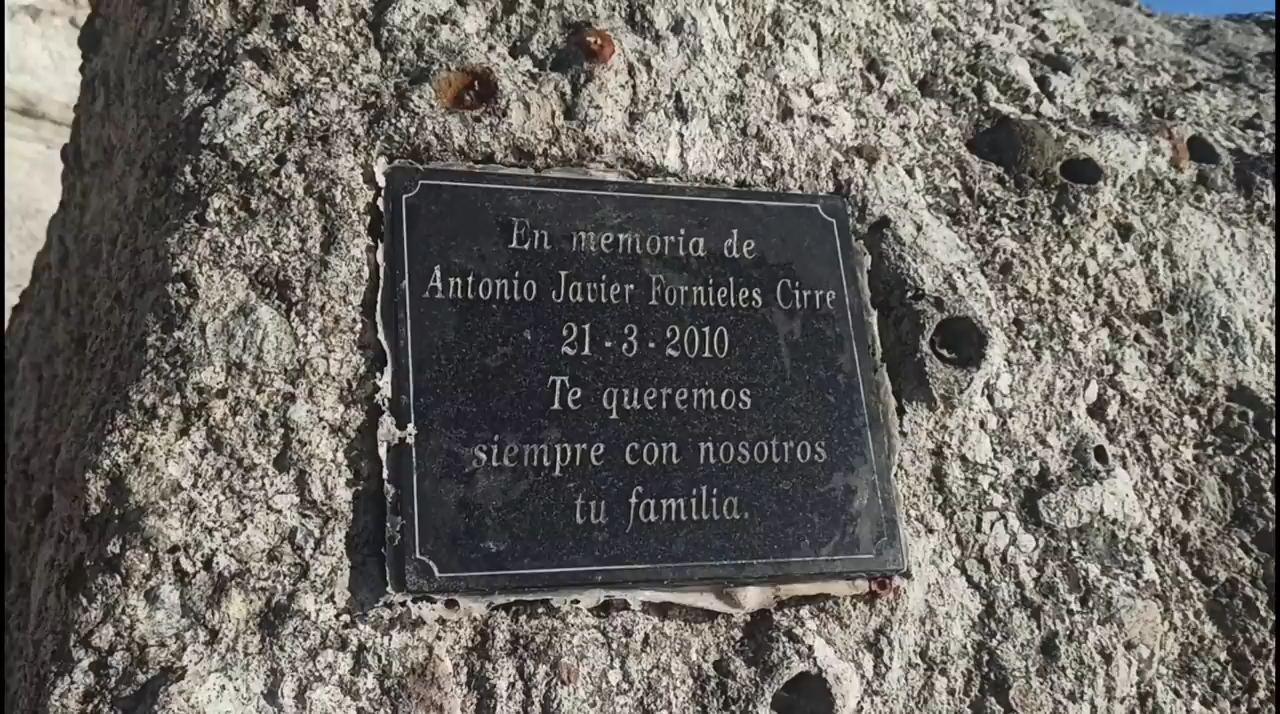 En memoria de
Antonio Javier Fornieles Cirre
21 - 3 - 2010
Te queremos
siempre con nosotros
tu familia.